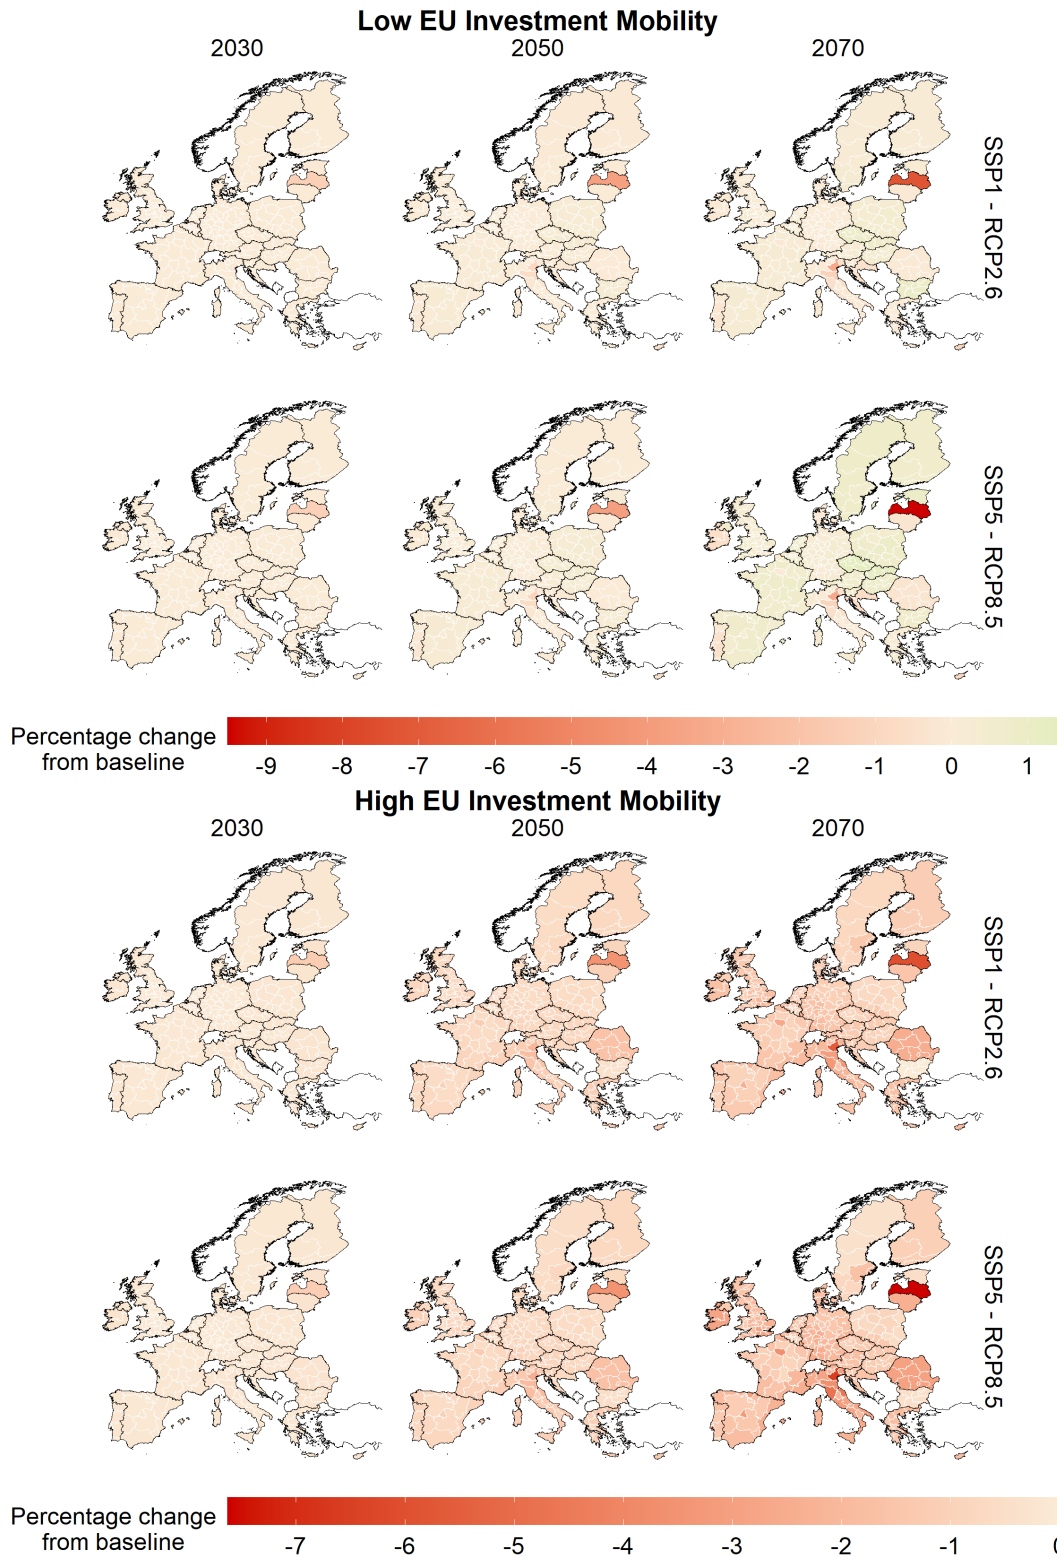 Low EU Investment Mobility
2030 2050 2070
SSP1 - RCP2.6
SSP5 - RCP8.5
Percentage change
from baseline
-9 -8 -7 -6 -5 -4 -3 -2 -1 0 1
High EU Investment Mobility
2030 2050 2070
SSP1 - RCP2.6
SSP5 - RCP8.5
Percentage change
from baseline
-7 -6 -5 -4 -3 -2 -1 0